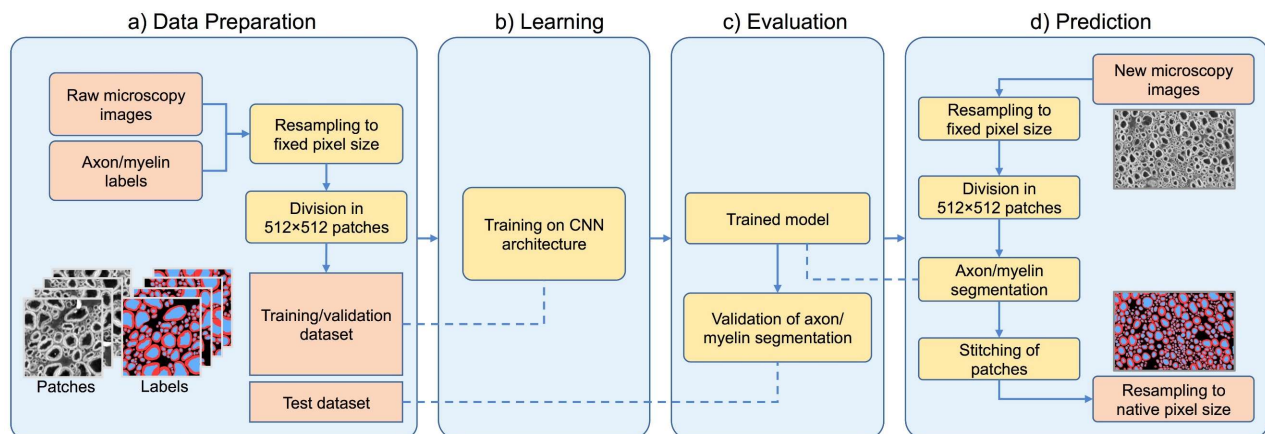 a) Data Preparation
Raw microscopy
images
Axon/myelin
labels
Resampling to
fixed pixel size
Division in
512×512 patches
Training/validation
dataset
Test dataset
Patches
Labels
b) Learning
Training on CNN
architecture
c) Evaluation
Trained model
Validation of axon/
myelin segmentation
d) Prediction
New microscopy
images
Resampling to
fixed pixel size
Division in
512×512 patches
Axon/myelin
segmentation
Stitching of
patches
Resampling to
native pixel size